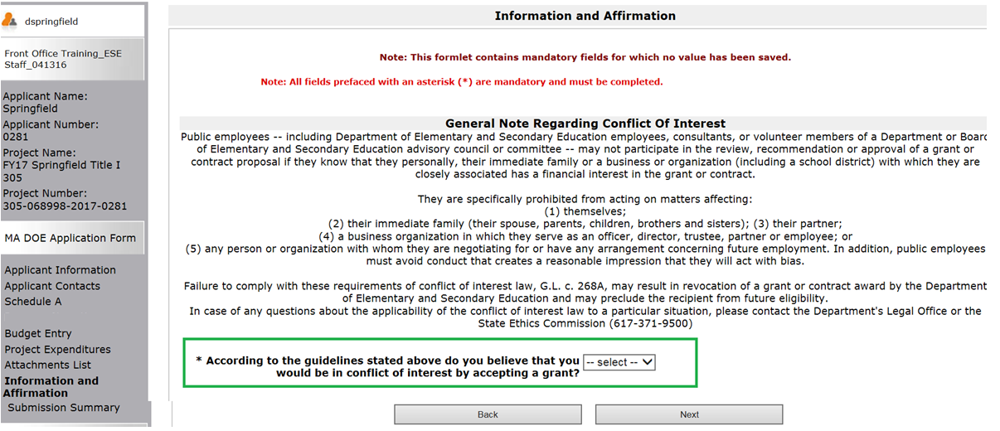 dspringfield
Front Office Training_ESE
Staff_041316
Applicant Name:
Springfield
Applicant Number:
0281
Project Name:
FY17 Springfield Title I
305
Project Number:
305-068998-2017-0281
MA DOE Application Form
Applicant Information
Applicant Contacts
Schedule A
Budget Entry
Project Expenditures
Attachments List
Information and
Affirmation
Submission Summary
Information and Affirmation
Note: This formlet contains mandatory fields for which no value has been saved.
Note: All fields prefaced with an asterisk (*) are mandatory and must be completed.
General Note Regarding Conflict Of Interest
Public employees -- including Department of Elementary and Secondary Education employees, consultants, or volunteer members of a Department or Board
of Elementary and Secondary Education advisory council or committee -- may not participate in the review, recommendation or approval of a grant or
contract proposal if they know that they personally, their immediate family or a business or organization (including a school district) with which they are
closely associated has a financial interest in the grant or contract.
They are specifically prohibited from acting on matters affecting:
(1) themselves;
(2) their immediate family (their spouse, parents, children, brothers and sisters); (3) their partner;
(4) a business organization in which they serve as an officer, director, trustee, partner or employee; or
(5) any person or organization with whom they are negotiating for or have any arrangement concerning future employment. In addition, public employees
must avoid conduct that creates a reasonable impression that they will act with bias.
Failure to comply with these requirements of conflict of interest law, G.L. c. 268A, may result in revocation of a grant or contract award by the Department
of Elementary and Secondary Education and may preclude the recipient from future eligibility.
In case of any questions about the applicability of the conflict of interest law to a particular situation, please contact the Department's Legal Office or the
State Ethics Commission (617-371-9500)
* According to the guidelines stated above do you believe that you -- select --
would be in conflict of interest by accepting a grant?
Back
Next